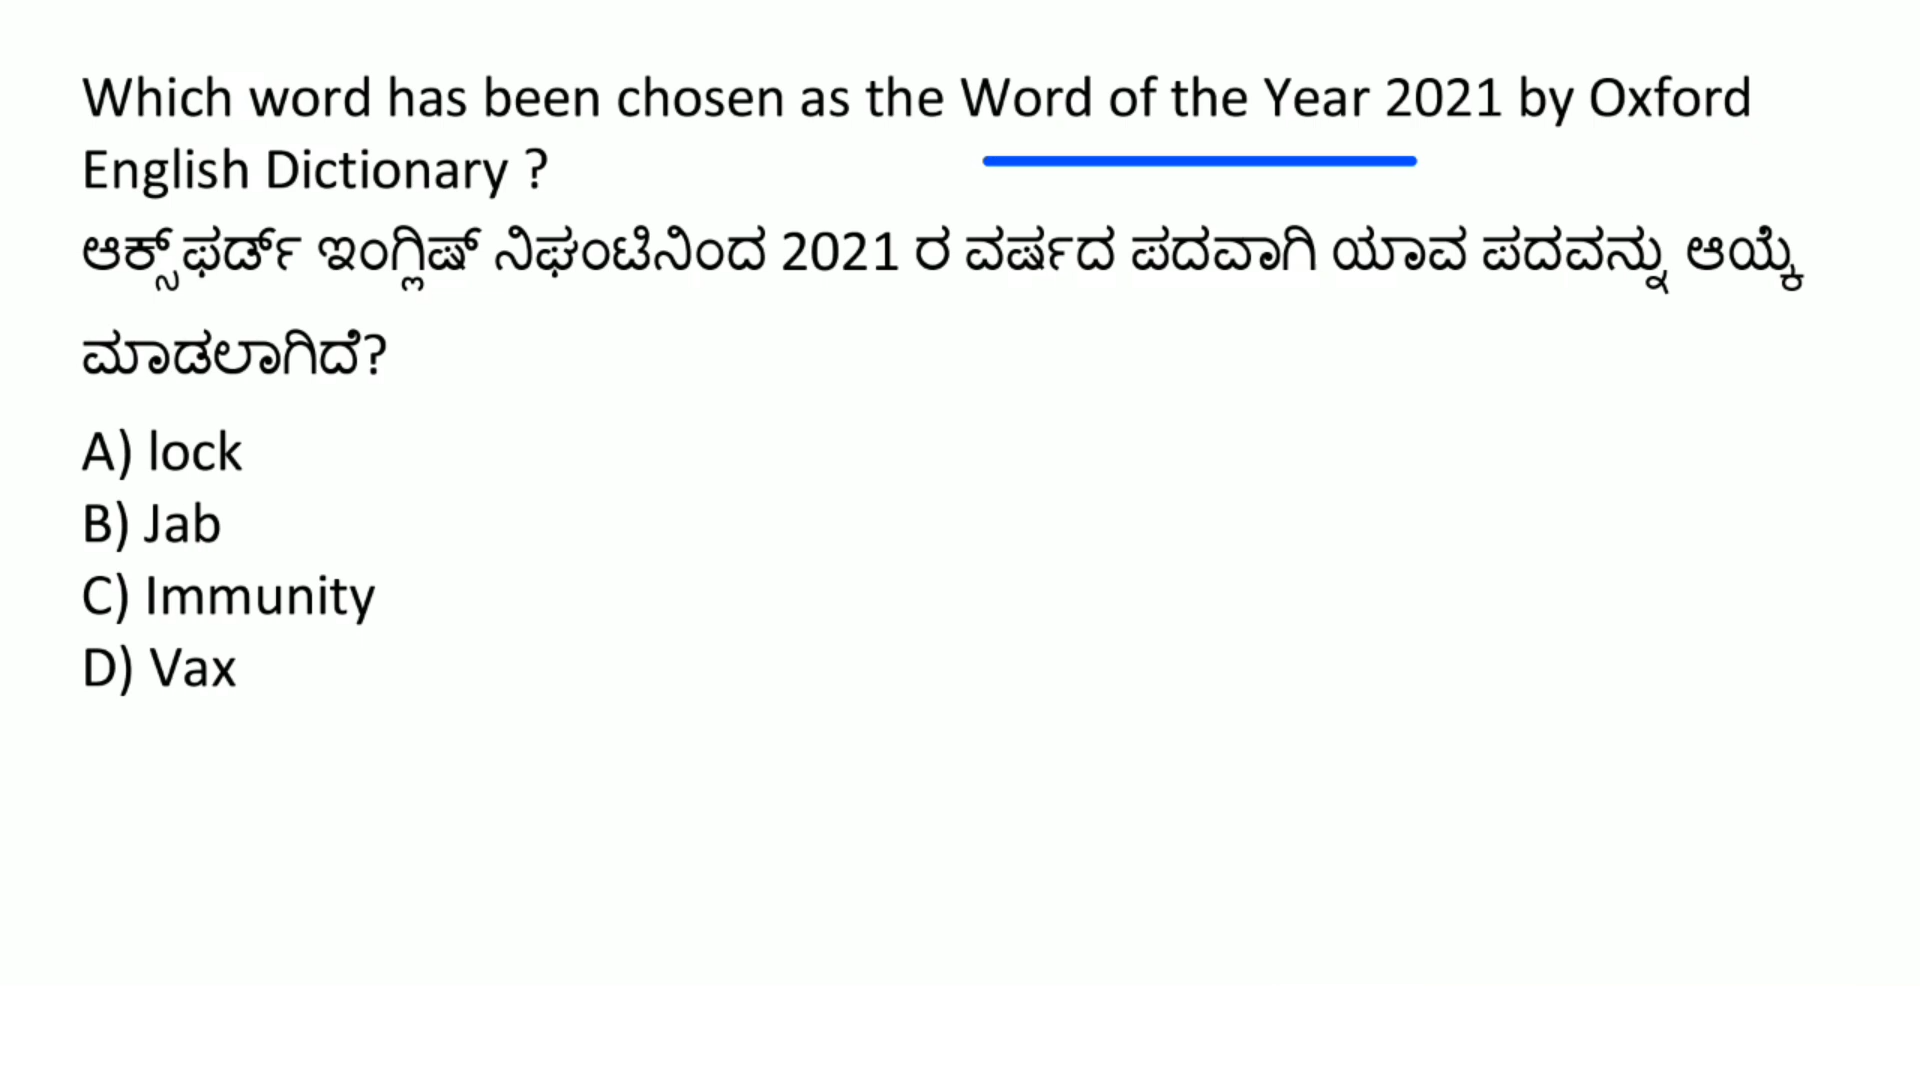 Which word has been chosen as the Word of the Year 2021 by Oxford
English Dictionary ?
ಆಕ್ಸ್‌ಫರ್ಡ್ ಇಂಗ್ಲಿಷ್ ನಿಘಂಟಿನಿಂದ 2021 ರ ವರ್ಷದ ಪದವಾಗಿ ಯಾವ ಪದವನ್ನು ಆಯ್ಕೆ
ಮಾಡಲಾಗಿದೆ?
A) lock
B) Jab
C) Immunity
D) Vax